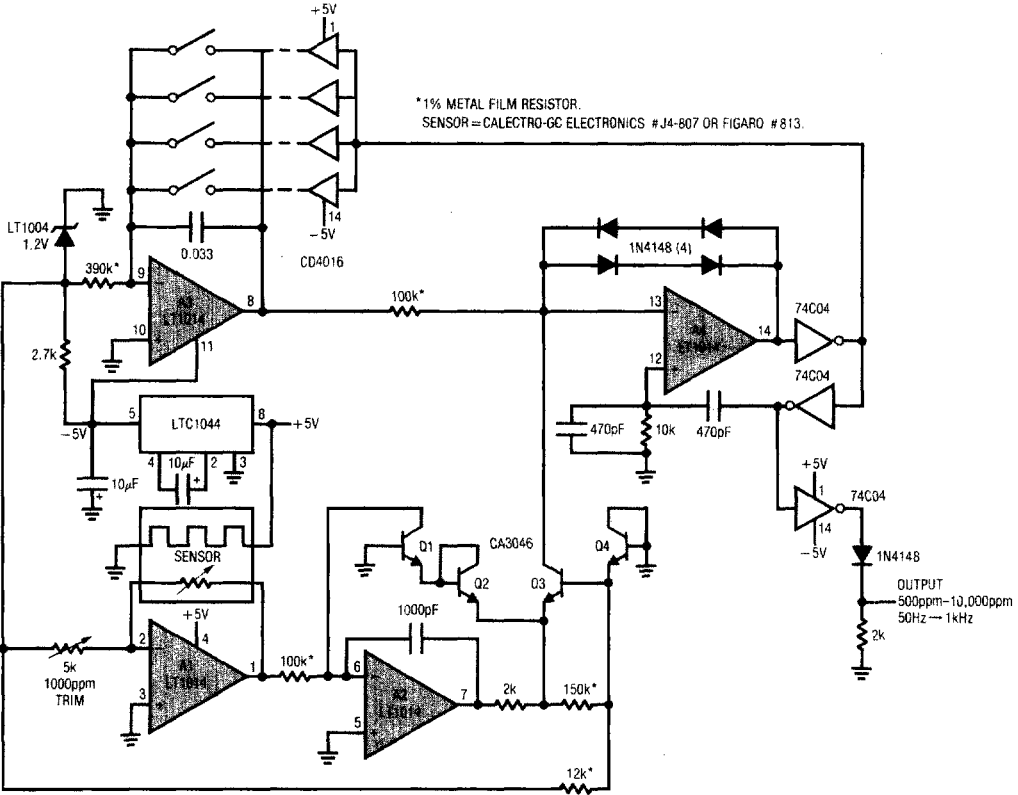 +5V
1
*1% METAL FILM RESISTOR.
SENSOR=CALECTRO-GC ELECTRONICS #J4-807 OR FIGARO #813.
14
−5V
CD4016
LT1004
1.2V
0.033
390k*
9
8
10
11
A3
LT1014
2.7k
100k*
1N4148 (4)
13
12
14
A4
LT1014
74C04
74C04
470pF
10k
470pF
−5V
5
LTC1044
8
+5V
4
10µF
2
3
+
10µF
+
SENSOR
+5V
1
14
−5V
74C04
1N4148
OUTPUT
500ppm-10,000ppm
50Hz → 1kHz
2k
Q1
CA3046
Q2
Q3
Q4
1000pF
5k
1000ppm
TRIM
2
3
+5V
4
1
A1
LT1014
100k*
6
5
7
A2
LT1014
2k
150k*
12k*